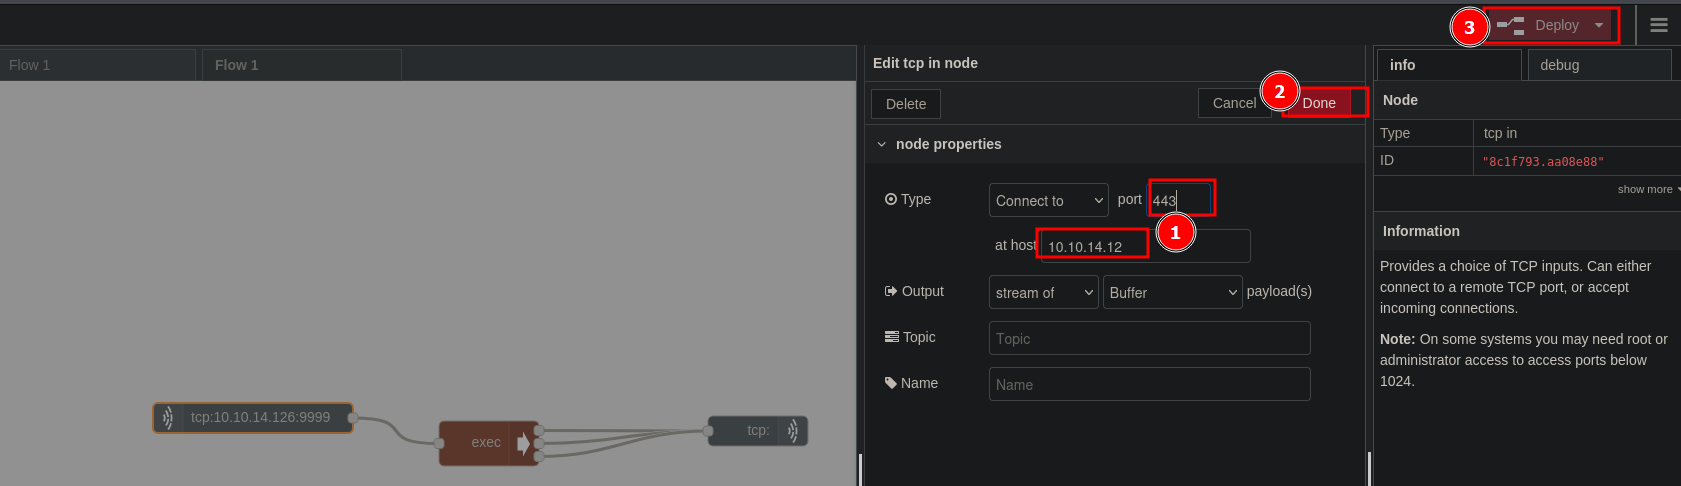 3 Deploy
Flow 1 Flow 1
Edit tcp in node
info debug
Delete Cancel 2 Done
Node
Type tcp in
ID "8c1f793.aa08e88"
show more
node properties
Type Connect to port 443
1
at host 10.10.14.12
Output stream of Buffer payload(s)
Topic Topic
Name Name
Information
Provides a choice of TCP inputs. Can either
connect to a remote TCP port, or accept
incoming connections.
Note: On some systems you may need root or
administrator access to access ports below
1024.
tcp:10.10.14.126:9999
exec
tcp: